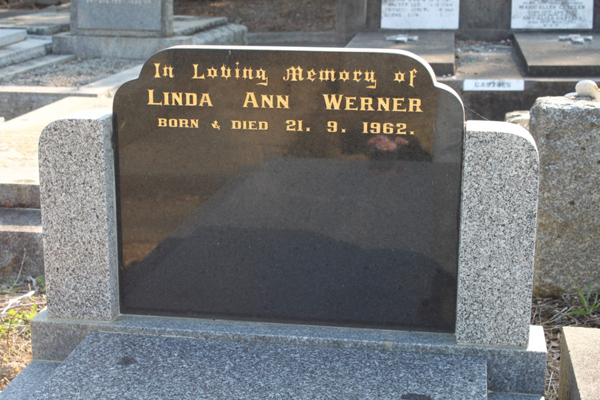 In Loving Memory of
LINDA ANN WERNER
BORN & DIED 21. 9. 1962.